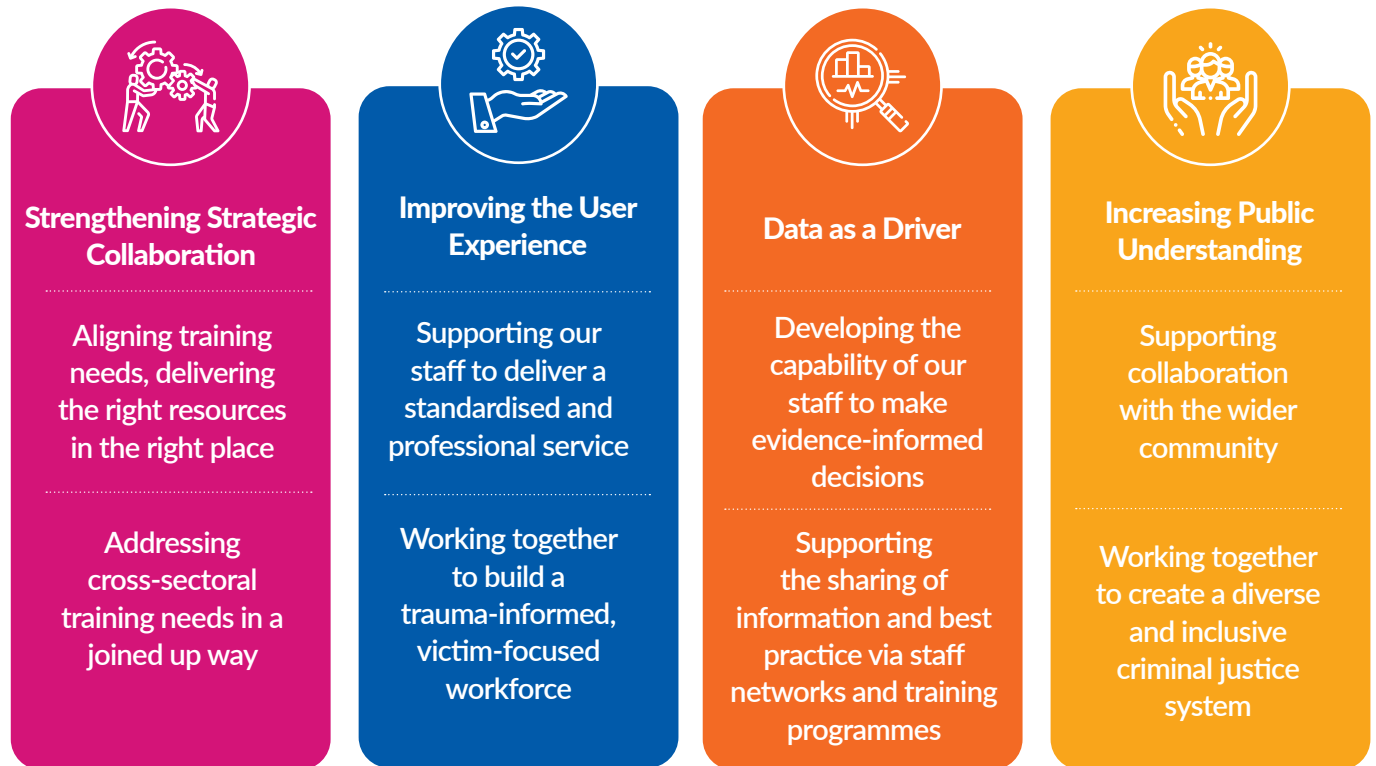 Strengthening Strategic
Collaboration
Aligning training
needs, delivering
the right resources
in the right place
Addressing
cross-sectoral
training needs in a
joined up way
Improving the User
Experience
Supporting our
staff to deliver a
standardised and
professional service
Working together
to build a
trauma-informed,
victim-focused
workforce
Data as a Driver
Developing the
capability of our
staff to make
evidence-informed
decisions
Supporting
the sharing of
information and best
practice via staff
networks and training
programmes
Increasing Public
Understanding
Supporting
collaboration
with the wider
community
Working together
to create a diverse
and inclusive
criminal justice
system